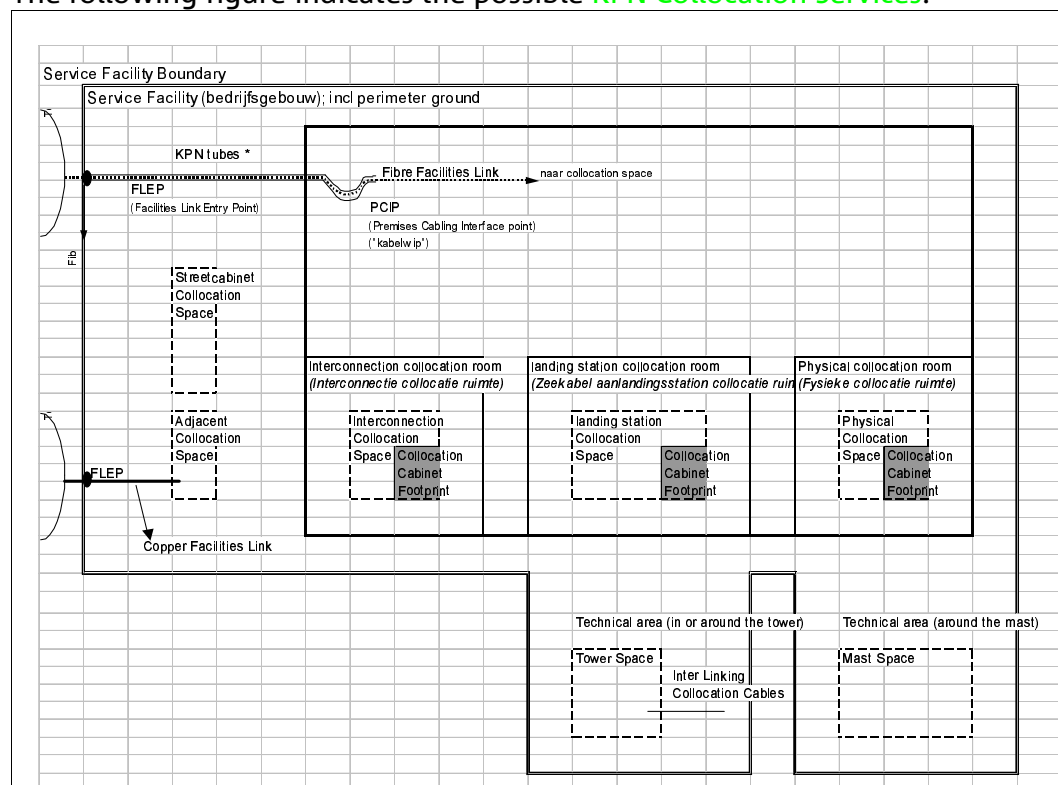 The following figure indicates the possible KPN Collocation services.
Service Facility Boundary
Service Facility (bedrijfsgebouw); incl perimeter ground
KPN tubes *
Fibre Facilities Link
naar collocation space
FLEP
(Facilities Link Entry Point)
PCIP
(Premises Cabling Interface point)
("kabelwip")
Fib
Streetcabinet
Collocation
Space
Interconnection collocation room
(Interconnectie collocatie ruimte)
landing station collocation room
(Zeekabel aanlandingsstation collocatie ruin
Physical collocation room
(Fysieke collocatie ruimte)
Adjacent
Collocation
Space
Interconnection
Collocation
Space
Collocation
Cabinet
Footprint
landing station
Collocation
Space
Collocation
Cabinet
Footprint
Physical
Collocation
Space
Collocation
Cabinet
Footprint
FLEP
Copper Facilities Link
Technical area (in or around the tower)
Technical area (around the mast)
Tower Space
Inter Linking
Collocation Cables
Mast Space